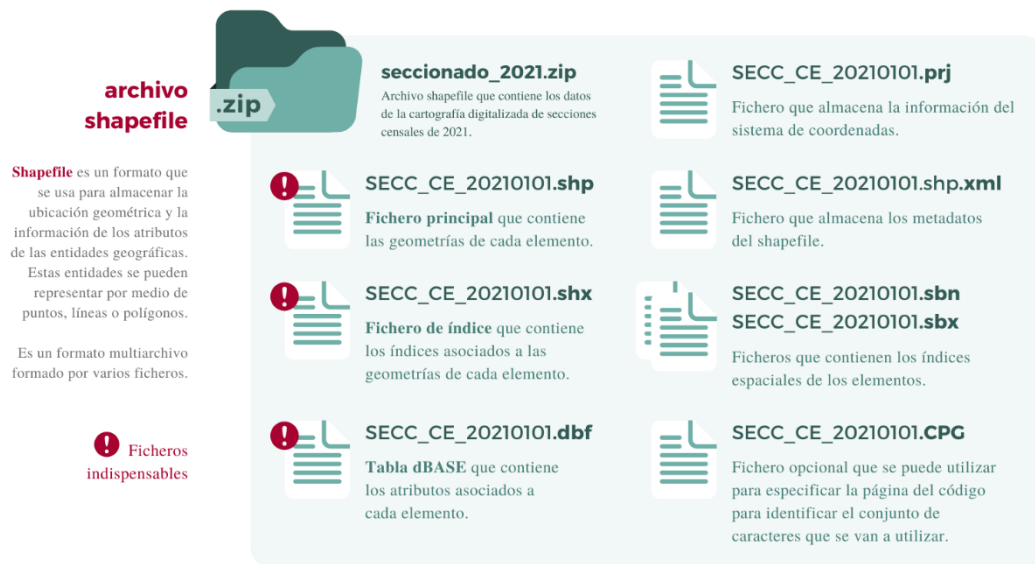 archivo
shapefile
Shapefile es un formato que
se usa para almacenar la
ubicación geométrica y la
información de los atributos
de las entidades geográficas.
Estas entidades se pueden
representar por medio de
puntos, líneas o polígonos.
Es un formato multiarchivo
formado por varios ficheros.
! Ficheros
indispensables
.zip
seccionado_2021.zip
Archivo shapefile que contiene los datos
de la cartografía digitalizada de secciones
censales de 2021.
!
SECC_CE_20210101.shp
Fichero principal que contiene
las geometrías de cada elemento.
!
SECC_CE_20210101.shx
Fichero de índice que contiene
los índices asociados a las
geometrías de cada elemento.
!
SECC_CE_20210101.dbf
Tabla dBASE que contiene
los atributos asociados a
cada elemento.
SECC_CE_20210101.prj
Fichero que almacena la información del
sistema de coordenadas.
SECC_CE_20210101.shp.xml
Fichero que almacena los metadatos
del shapefile.
SECC_CE_20210101.sbn
SECC_CE_20210101.sbx
Ficheros que contienen los índices
espaciales de los elementos.
SECC_CE_20210101.CPG
Fichero opcional que se puede utilizar
para especificar la página del código
para identificar el conjunto de
caracteres que se van a utilizar.